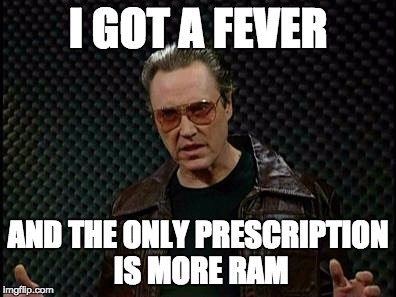 I GOT A FEVER
AND THE ONLY PRESCRIPTION
IS MORE RAM
imgflip.com